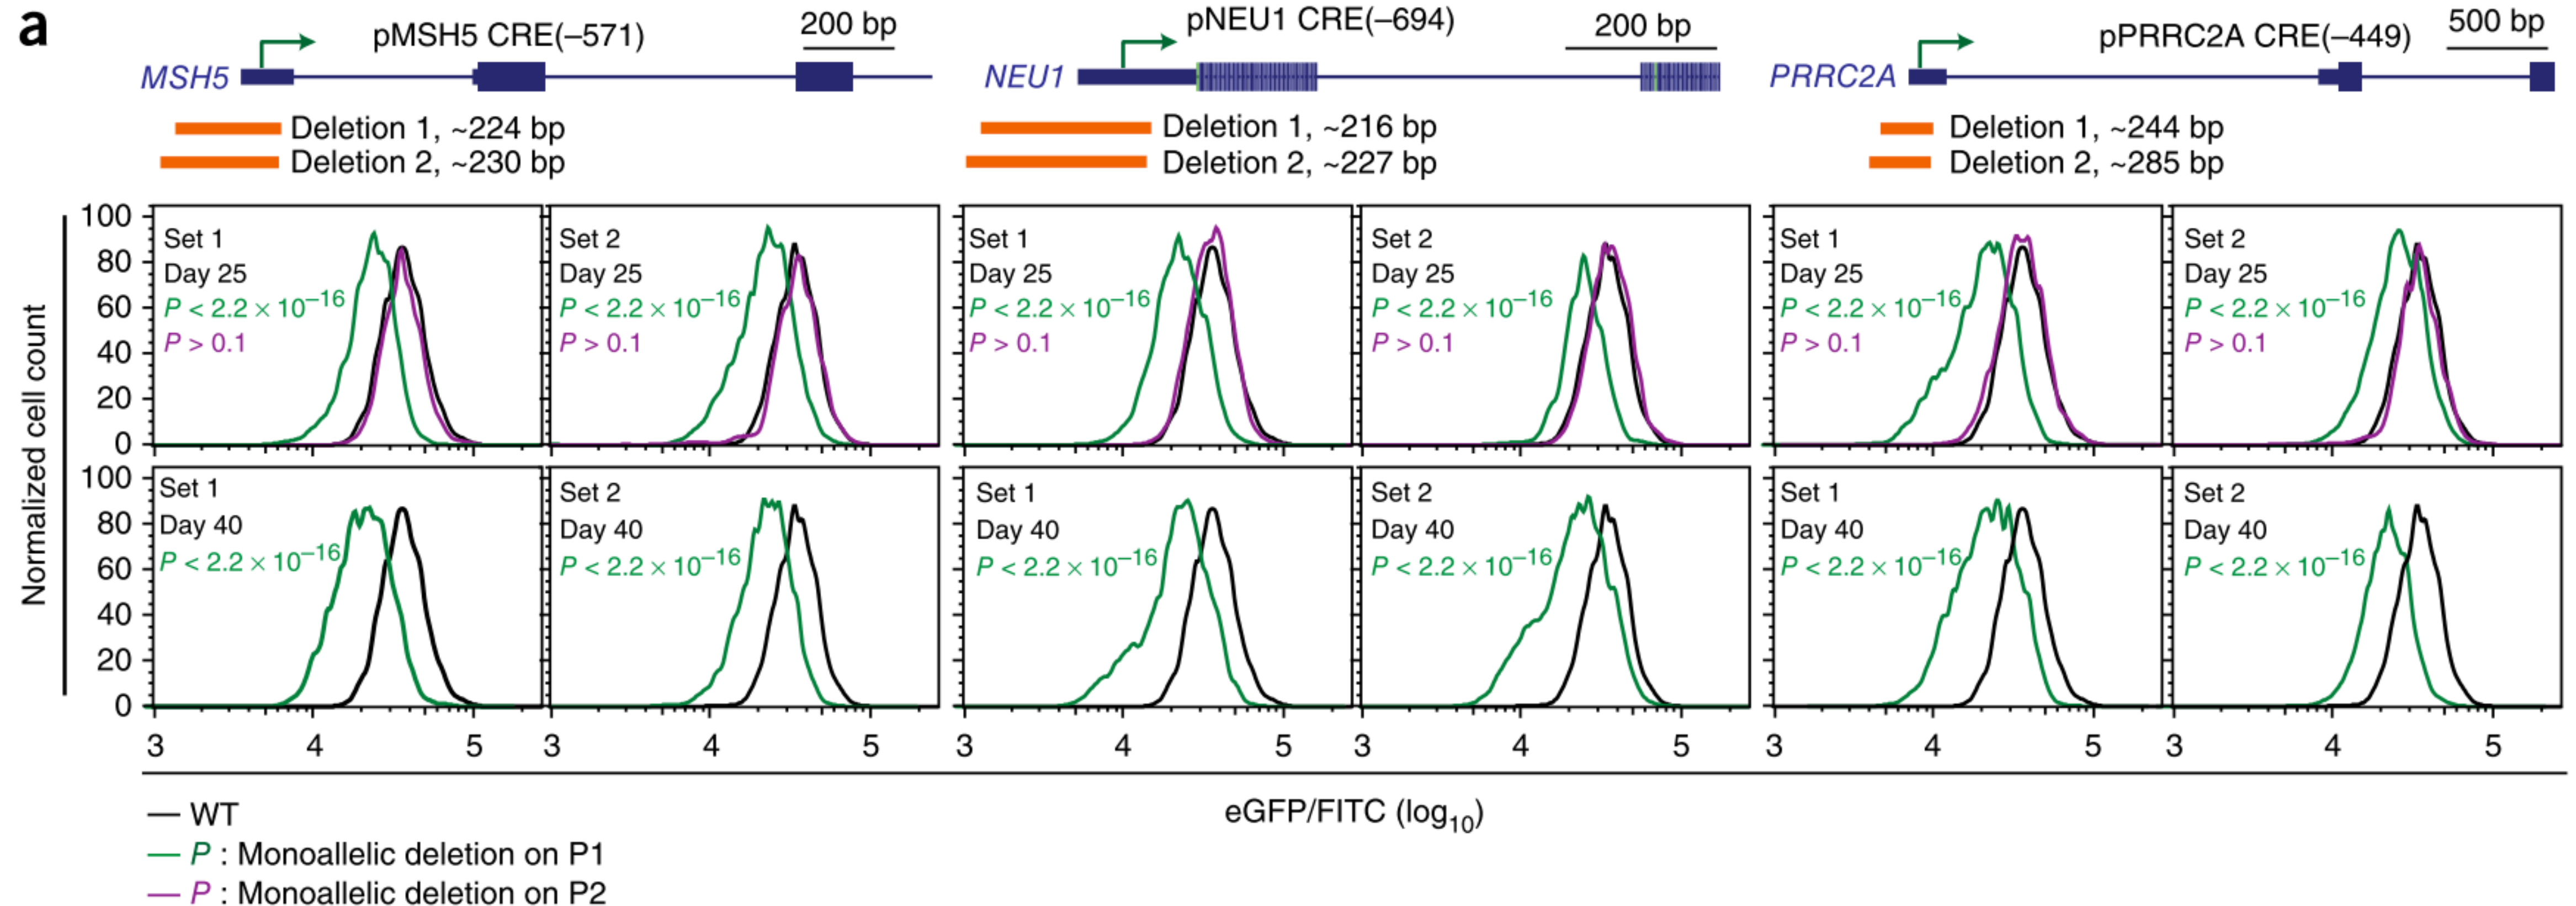 a
pMSH5 CRE(–571)
200 bp
MSH5
Deletion 1, ~224 bp
Deletion 2, ~230 bp
pNEU1 CRE(–694)
200 bp
NEU1
Deletion 1, ~216 bp
Deletion 2, ~227 bp
pPRRC2A CRE(–449)
500 bp
PRRC2A
Deletion 1, ~244 bp
Deletion 2, ~285 bp
Normalized cell count
100
80
60
40
20
0
Set 1
Day 25
P < 2.2 × 10⁻¹⁶
P > 0.1
Set 2
Day 25
P < 2.2 × 10⁻¹⁶
P > 0.1
Set 1
Day 25
P < 2.2 × 10⁻¹⁶
P > 0.1
Set 2
Day 25
P < 2.2 × 10⁻¹⁶
P > 0.1
Set 1
Day 25
P < 2.2 × 10⁻¹⁶
P > 0.1
Set 2
Day 25
P < 2.2 × 10⁻¹⁶
P > 0.1
100
80
60
40
20
0
Set 1
Day 40
P < 2.2 × 10⁻¹⁶
Set 2
Day 40
P < 2.2 × 10⁻¹⁶
Set 1
Day 40
P < 2.2 × 10⁻¹⁶
Set 2
Day 40
P < 2.2 × 10⁻¹⁶
Set 1
Day 40
P < 2.2 × 10⁻¹⁶
Set 2
Day 40
P < 2.2 × 10⁻¹⁶
3 4 5 3 4 5 3 4 5 3 4 5 3 4 5 3 4 5
eGFP/FITC (log₁₀)
WT
P : Monoallelic deletion on P1
P : Monoallelic deletion on P2